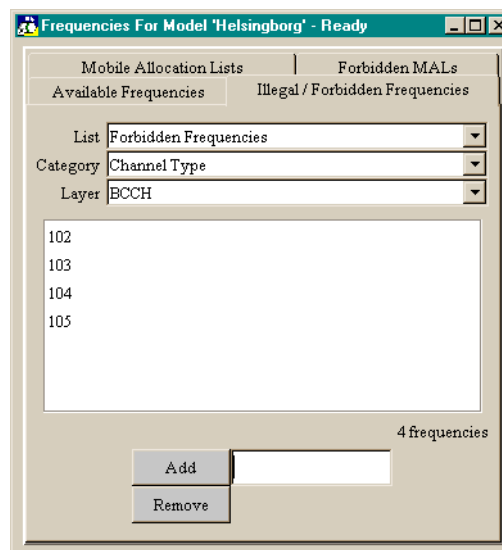 Frequencies For Model 'Helsingborg' - Ready
Mobile Allocation Lists Forbidden MALs
Available Frequencies Illegal / Forbidden Frequencies
List Forbidden Frequencies
Category Channel Type
Layer BCCH
102
103
104
105
4 frequencies
Add
Remove